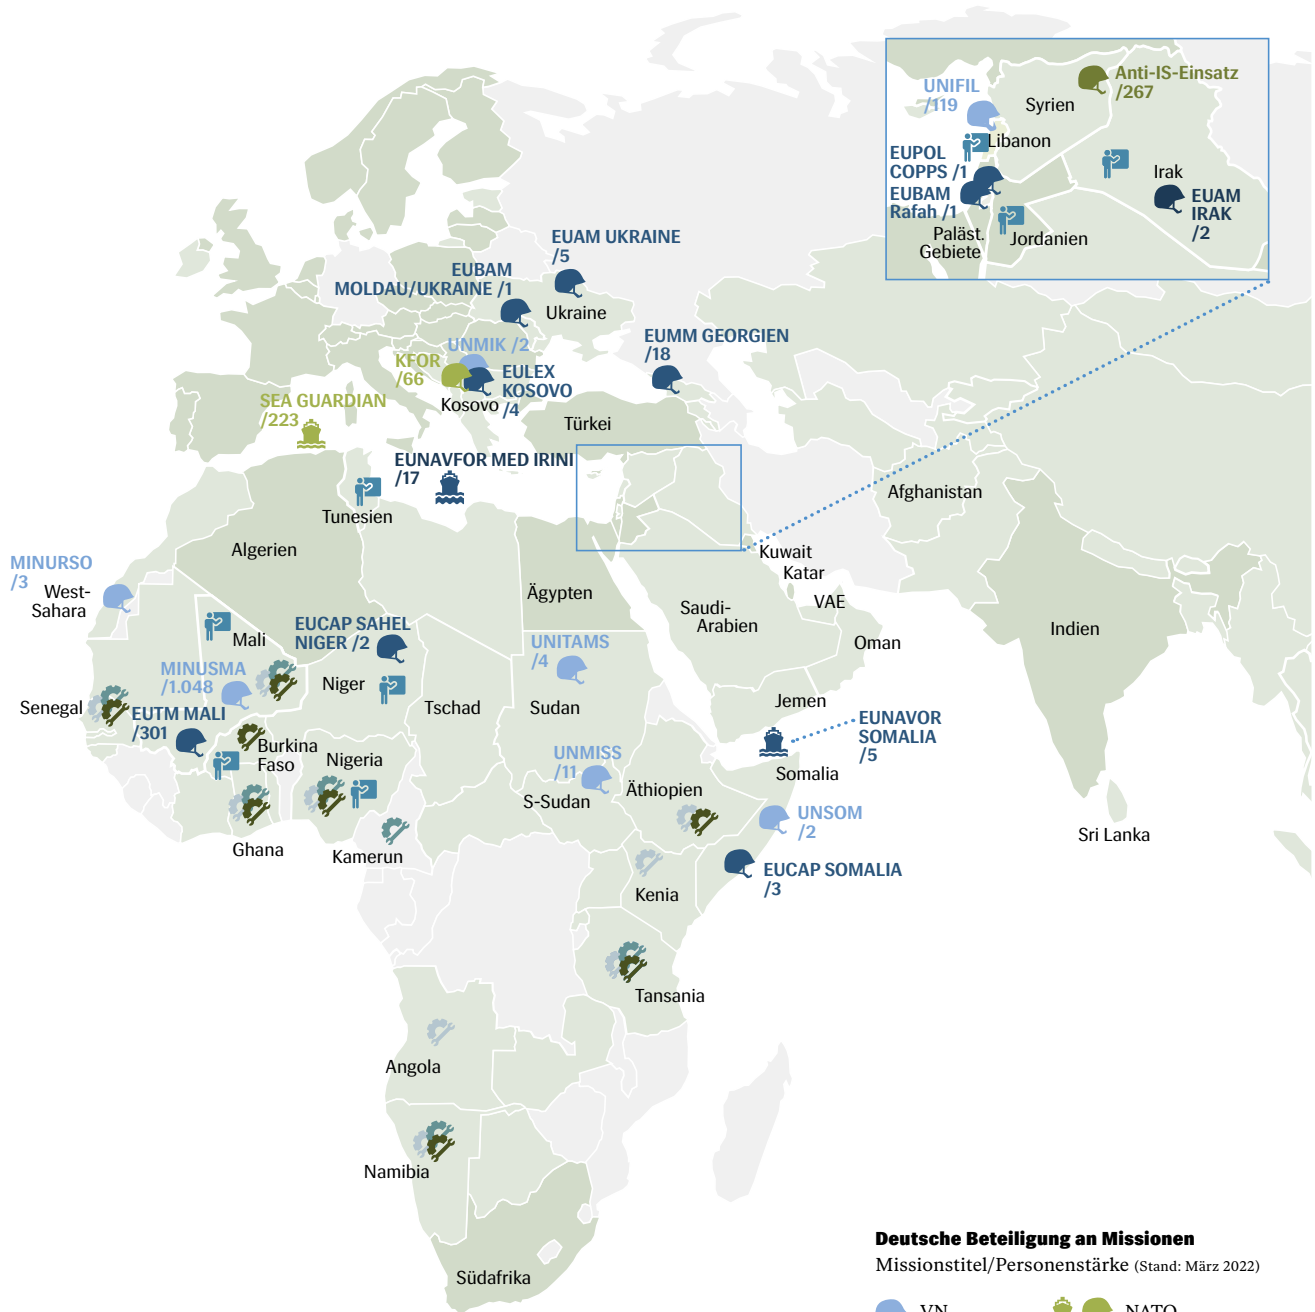 UNIFIL
/119
Syrien
Anti-IS-Einsatz
/267
Libanon
EUPOL
COPPS /1
EUBAM
Rafah /1
Irak
EUAM
IRAK
/2
Paläst.
Gebiete
Jordanien
EUAM UKRAINE
/5
EUBAM
MOLDAU/UKRAINE /1
Ukraine
EUMM GEORGIEN
/18
UNMIK /2
KFOR
/66
EULEX
KOSOVO
/4
Kosovo
SEA GUARDIAN
/223
Türkei
EUNAVFOR MED IRINI
/17
Tunesien
Afghanistan
Algerien
Kuwait
Katar
MINURSO
/3
West-
Sahara
Ägypten
VAE
Saudi-
Arabien
Oman
Indien
Mali
EUCAP SAHEL
NIGER /2
UNITAMS
/4
MINUSMA
/1.048
Niger
Senegal
Tschad
Sudan
Jemen
EUTM MALI
/301
EUNAVOR
SOMALIA
/5
Burkina
Faso
Nigeria
UNMISS
/11
Somalia
S-Sudan
Äthiopien
UNSOM
/2
Sri Lanka
Ghana
Kamerun
EUCAP SOMALIA
/3
Kenia
Tansania
Angola
Namibia
Südafrika
Deutsche Beteiligung an Missionen
Missionstitel/Personenstärke (Stand: März 2022)
VN NATO